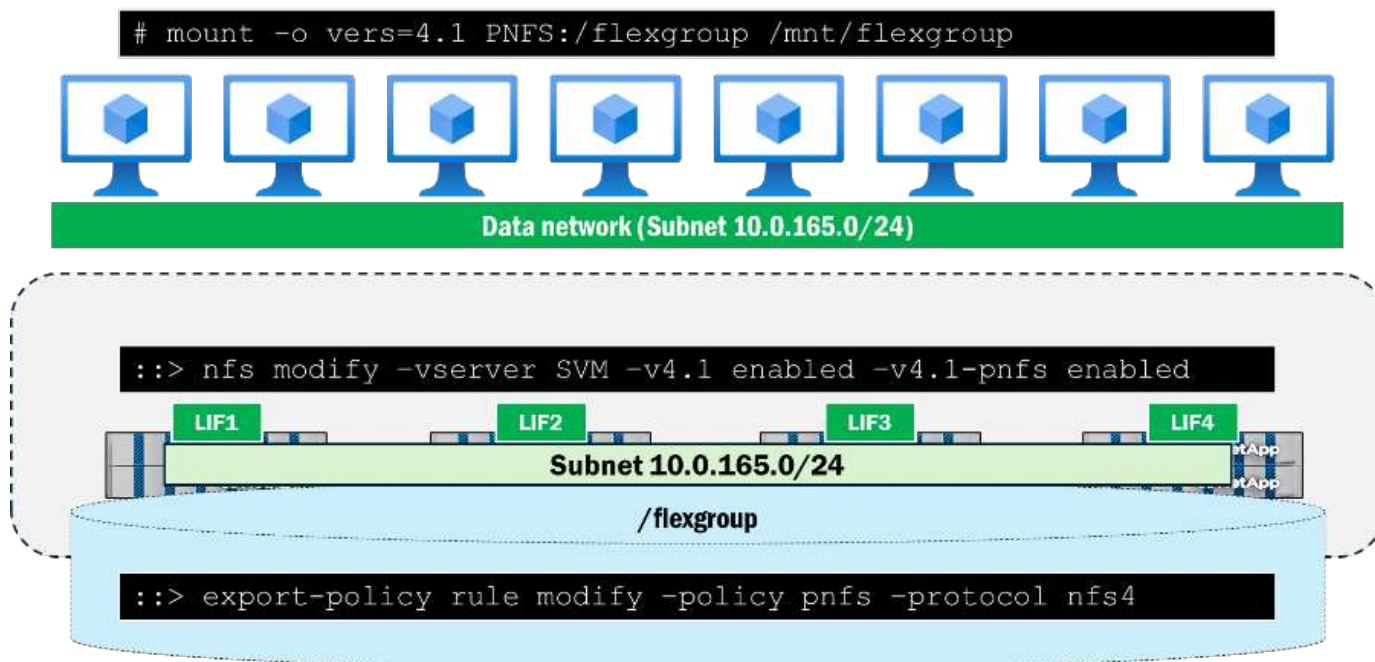 # mount –o vers=4.1 PNFS:/flexgroup /mnt/flexgroup
Data network (Subnet 10.0.165.0/24)
::> nfs modify –vserver SVM –v4.1 enabled –v4.1-pnfs enabled
LIF1
LIF2
LIF3
LIF4
Subnet 10.0.165.0/24
/flexgroup
::> export-policy rule modify –policy pnfs –protocol nfs4